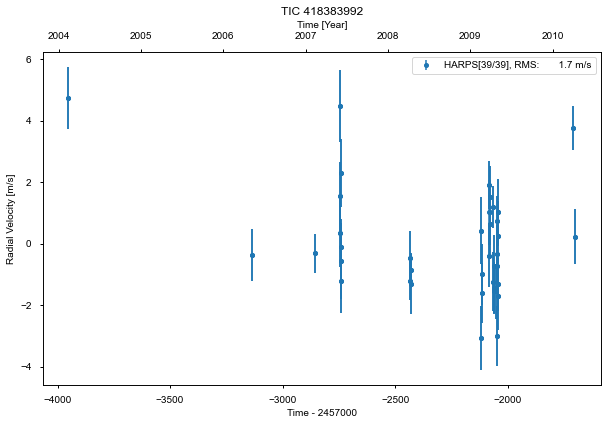 TIC 418383992
Time [Year]
2004 2005 2006 2007 2008 2009 2010
HARPS[39/39], RMS: 1.7 m/s
6
4
2
0
−2
−4
Radial Velocity [m/s]
−4000 −3500 −3000 −2500 −2000
Time - 2457000